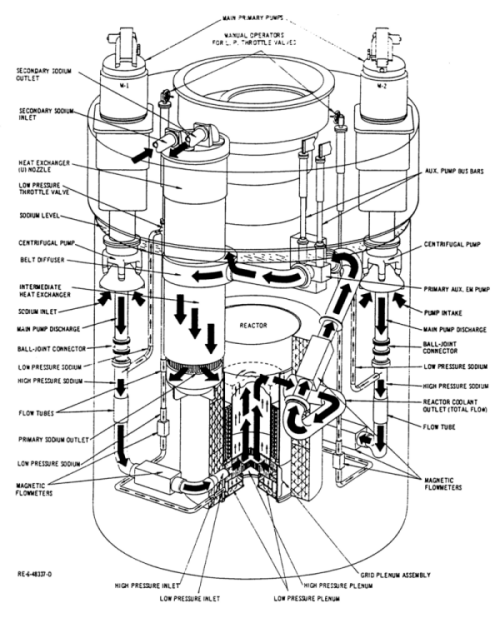 MAIN PRIMARY PUMPS
MANUAL OPERATORS
FOR L. P. THROTTLE VALVES
SECONDARY SODIUM
OUTLET
M-1
M-2
SECONDARY SODIUM
INLET
HEAT EXCHANGER
(U) NOZZLE
AUX. PUMP BUS BARS
LOW PRESSURE
THROTTLE VALVE
SODIUM LEVEL
CENTRIFUGAL PUMP
CENTRIFUGAL PUMP
BELT DIFFUSER
INTERMEDIATE
HEAT EXCHANGER
PRIMARY AUX. EM PUMP
SODIUM INLET
PUMP INTAKE
REACTOR
MAIN PUMP DISCHARGE
MAIN PUMP DISCHARGE
BALL-JOINT CONNECTOR
BALL-JOINT
CONNECTOR
LOW PRESSURE SODIUM
LOW PRESSURE SODIUM
HIGH PRESSURE SODIUM
HIGH PRESSURE SODIUM
REACTOR COOLANT
OUTLET (TOTAL FLOW)
FLOW TUBES
FLOW TUBE
PRIMARY SODIUM OUTLET
LOW PRESSURE SODIUM
MAGNETIC
FLOWMETERS
MAGNETIC
FLOWMETERS
RE-6-48337-D
GRID PLENUM ASSEMBLY
HIGH PRESSURE INLET
HIGH PRESSURE PLENUM
LOW PRESSURE INLET
LOW PRESSURE PLENUM